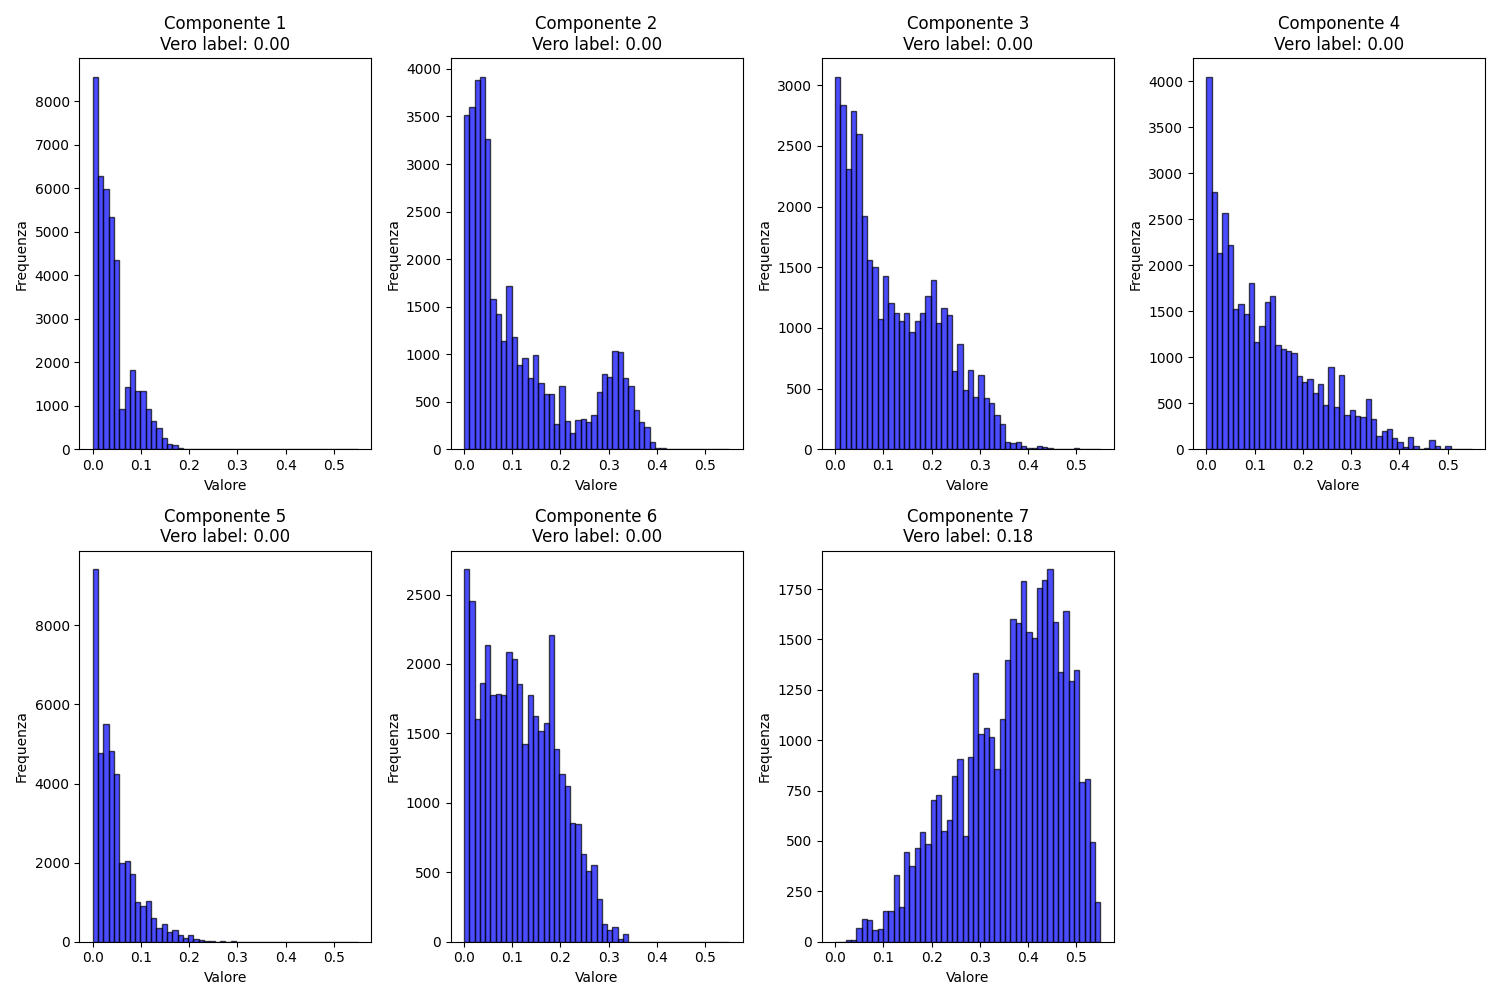 Componente 1
Vero label: 0.00
Frequenza
8000
7000
6000
5000
4000
3000
2000
1000
0
0.0 0.1 0.2 0.3 0.4 0.5
Valore
Componente 2
Vero label: 0.00
Frequenza
4000
3500
3000
2500
2000
1500
1000
500
0
0.0 0.1 0.2 0.3 0.4 0.5
Valore
Componente 3
Vero label: 0.00
Frequenza
3000
2500
2000
1500
1000
500
0
0.0 0.1 0.2 0.3 0.4 0.5
Valore
Componente 4
Vero label: 0.00
Frequenza
4000
3500
3000
2500
2000
1500
1000
500
0
0.0 0.1 0.2 0.3 0.4 0.5
Valore
Componente 5
Vero label: 0.00
Frequenza
8000
6000
4000
2000
0
0.0 0.1 0.2 0.3 0.4 0.5
Valore
Componente 6
Vero label: 0.00
Frequenza
2500
2000
1500
1000
500
0
0.0 0.1 0.2 0.3 0.4 0.5
Valore
Componente 7
Vero label: 0.18
Frequenza
1750
1500
1250
1000
750
500
250
0
0.0 0.1 0.2 0.3 0.4 0.5
Valore